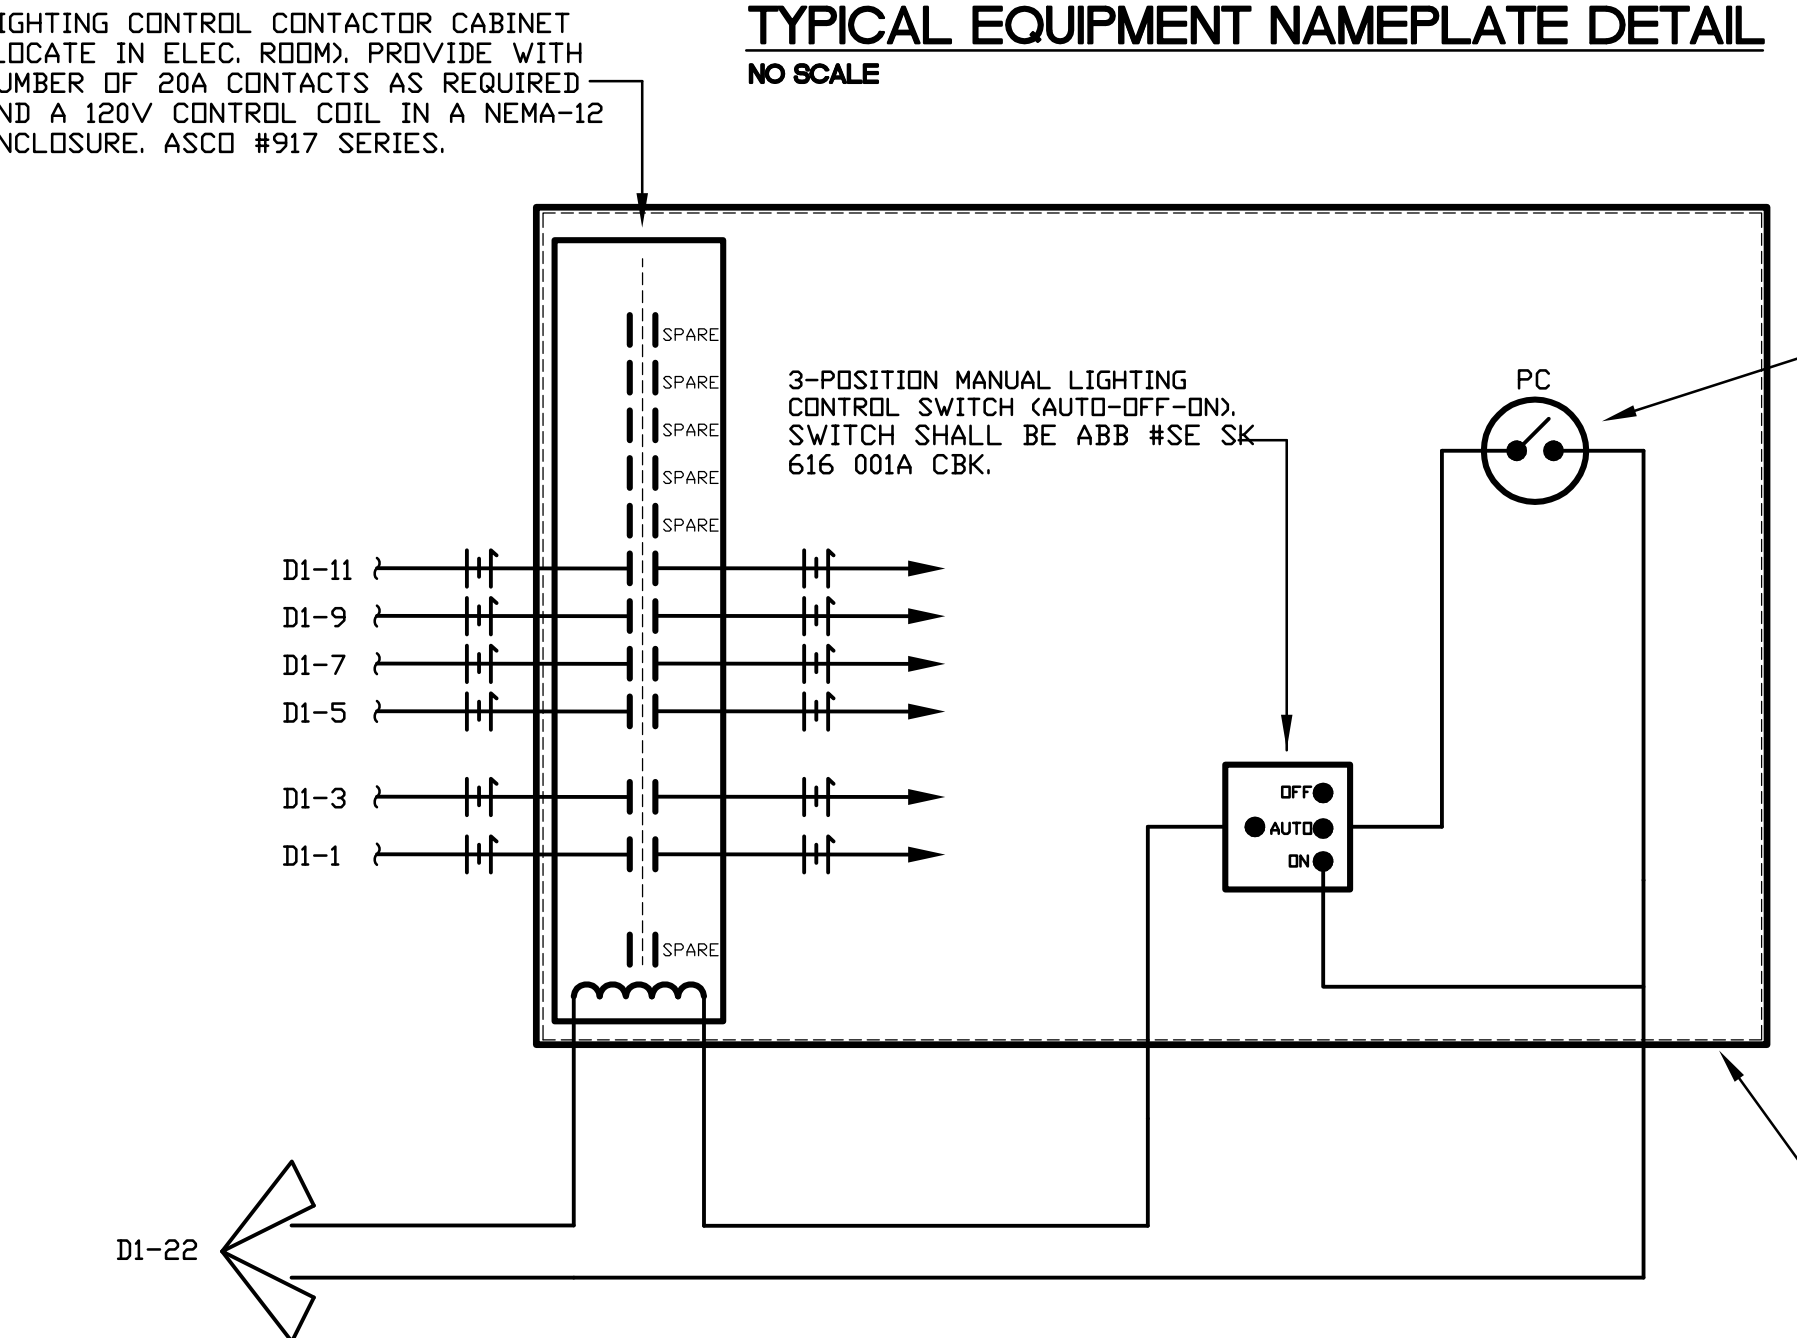 IGHTING CONTROL CONTACTOR CABINET
LOCATE IN ELEC. ROOM). PROVIDE WITH
UMBER OF 20A CONTACTS AS REQUIRED
ND A 120V CONTROL COIL IN A NEMA-12
NCLOSURE. ASCO #917 SERIES.
TYPICAL EQUIPMENT NAMEPLATE DETAIL
NO SCALE
SPARE
SPARE
SPARE
SPARE
SPARE
3-POSITION MANUAL LIGHTING
CONTROL SWITCH (AUTO-OFF-ON).
SWITCH SHALL BE ABB #SE SK
616 001A CBK.
PC
D1-11
D1-9
D1-7
D1-5
D1-3
D1-1
OFF
AUTO
ON
SPARE
D1-22